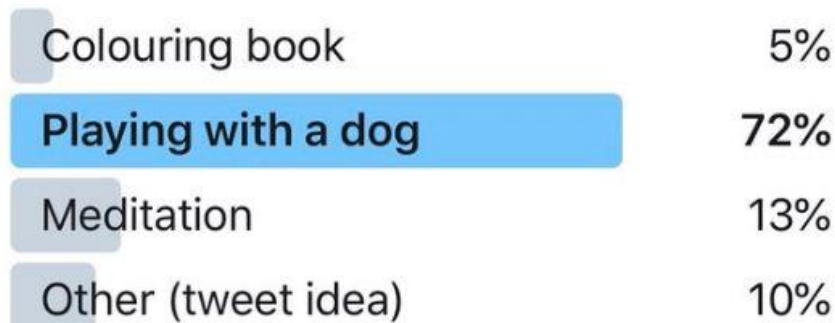 Colouring book 5%
Playing with a dog 72%
Meditation 13%
Other (tweet idea) 10%